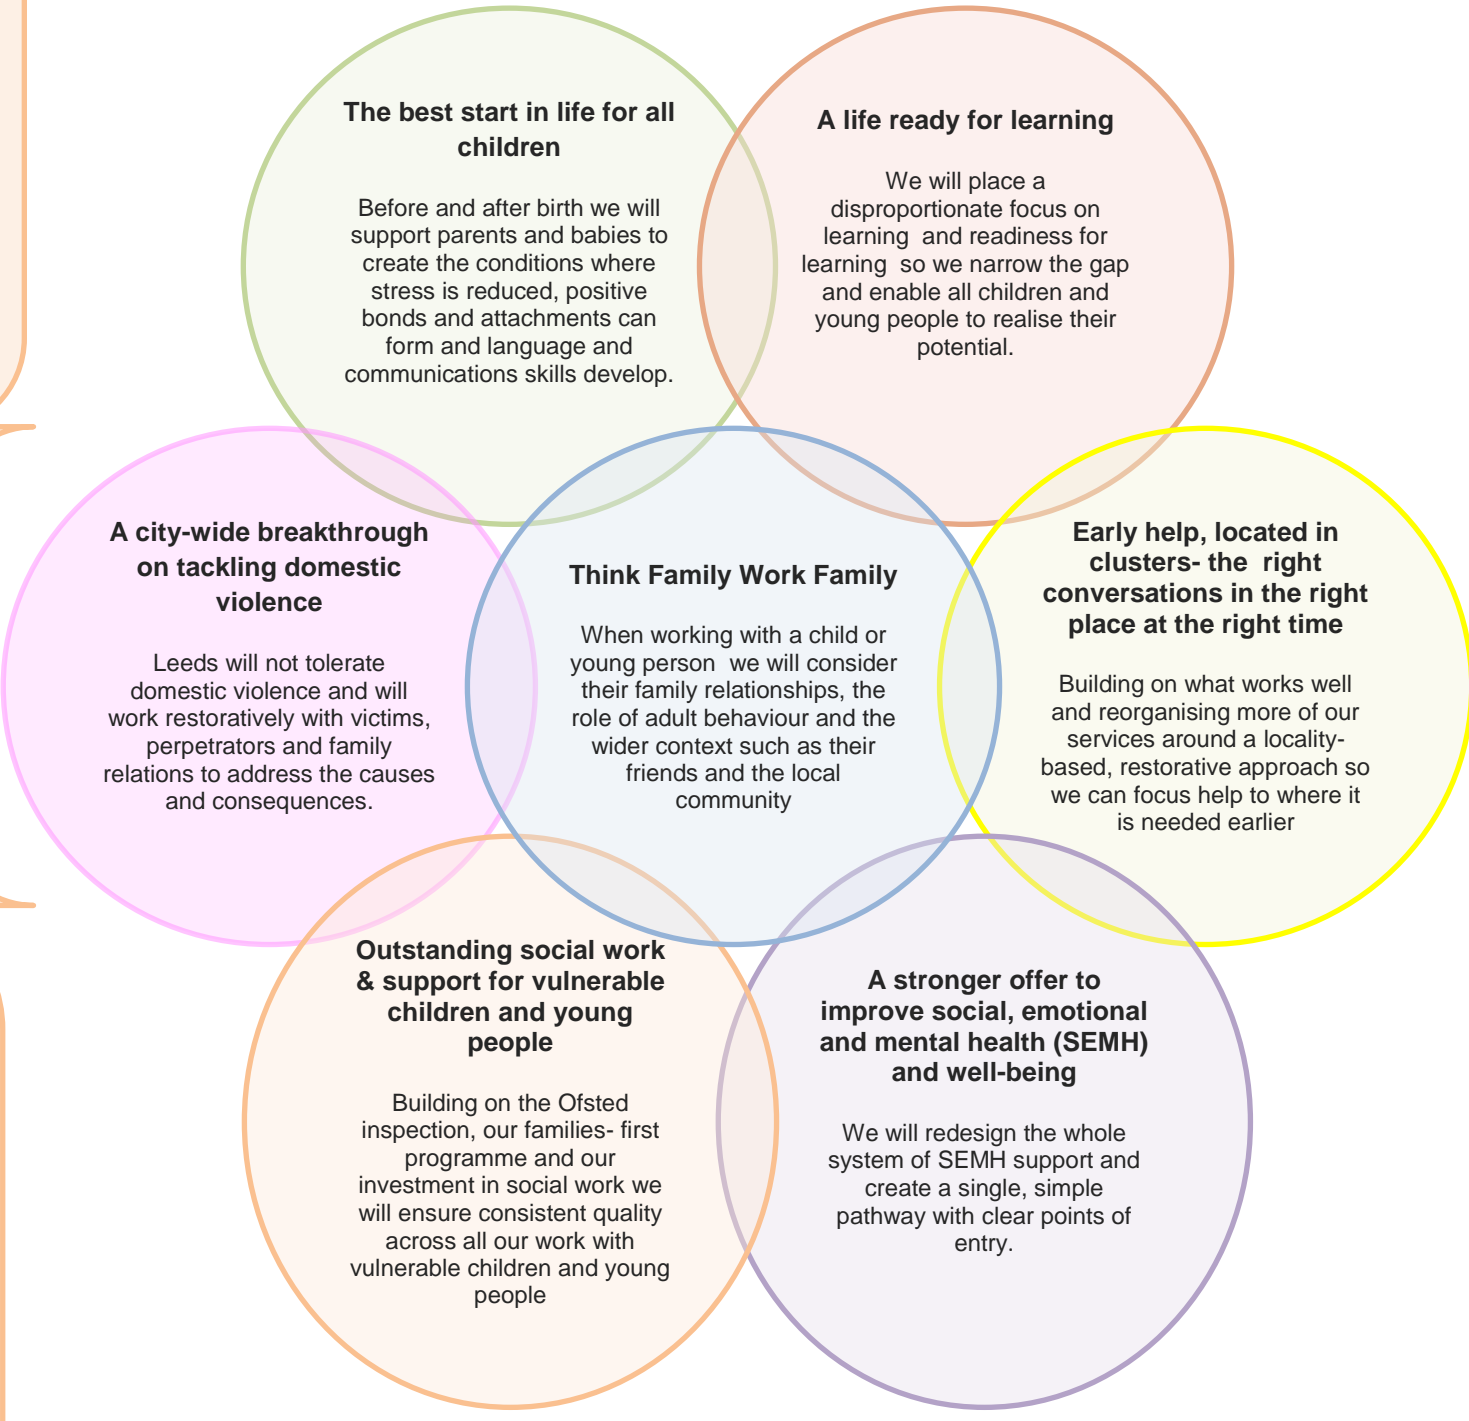 The best start in life for all
children
Before and after birth we will
support parents and babies to
create the conditions where
stress is reduced, positive
bonds and attachments can
form and language and
communications skills develop.
A life ready for learning
We will place a
disproportionate focus on
learning  and readiness for
learning  so we narrow the gap
and enable all children and
young people to realise their
potential.
A city-wide breakthrough
on tackling domestic
violence
Leeds will not tolerate
domestic violence and will
work restoratively with victims,
perpetrators and family
relations to address the causes
and consequences.
Think Family Work Family
When working with a child or
young person  we will consider
their family relationships, the
role of adult behaviour and the
wider context such as their
friends and the local
community
Early help, located in
clusters- the  right
conversations in the right
place at the right time
Building on what works well
and reorganising more of our
services around a locality-
based, restorative approach so
we can focus help to where it
is needed earlier
Outstanding social work
& support for vulnerable
children and young
people
Building on the Ofsted
inspection, our families- first
programme and our
investment in social work we
will ensure consistent quality
across all our work with
vulnerable children and young
people
A stronger offer to
improve social, emotional
and mental health (SEMH)
and well-being
We will redesign the whole
system of SEMH support and
create a single, simple
pathway with clear points of
entry.